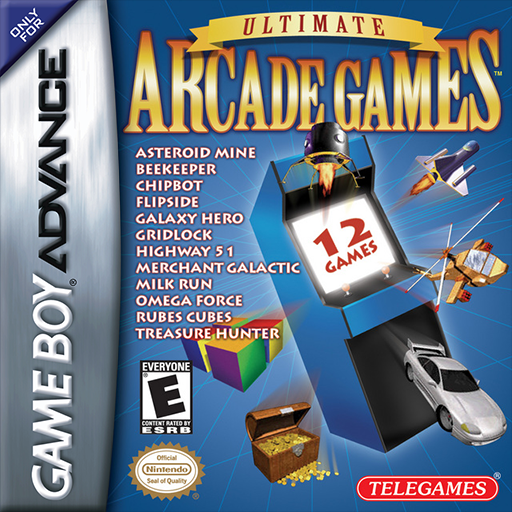 ONLY
FOR
GAME BOY ADVANCE
ULTIMATE
ARCADE GAMES™
ASTEROID MINE
BEEKEEPER
CHIPBOT
FLIPSIDE
GALAXY HERO
GRIDLOCK
HIGHWAY 51
MERCHANT GALACTIC
MILK RUN
OMEGA FORCE
RUBES CUBES
TREASURE HUNTER
12
GAMES
EVERYONE
E
CONTENT RATED BY
ESRB
Official
Nintendo
Seal of Quality
TELEGAMES